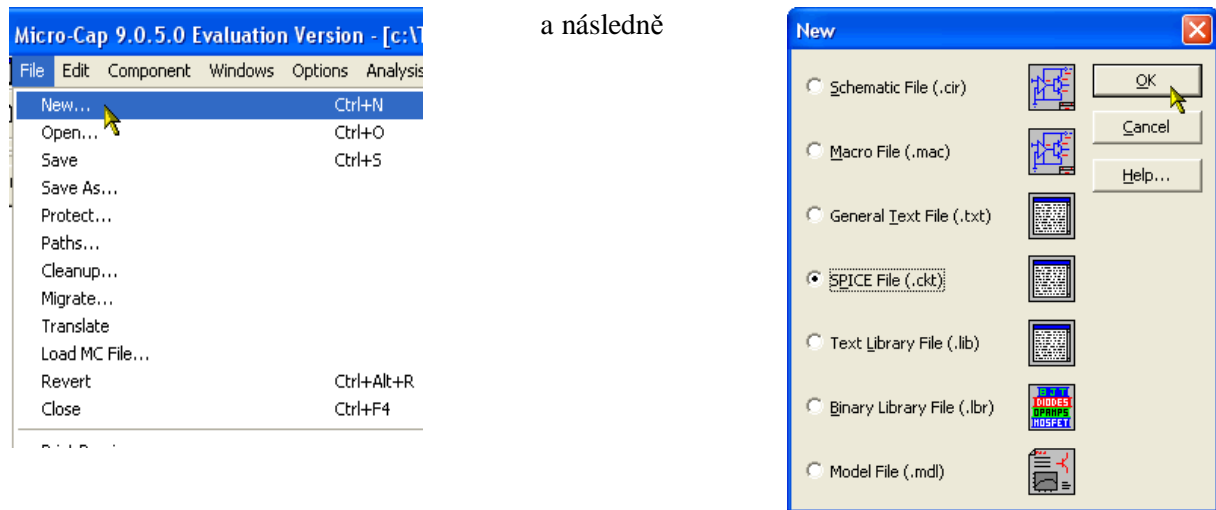 Micro-Cap 9.0.5.0 Evaluation Version - [c:\
File Edit Component Windows Options Analysis
New... Ctrl+N
Open... Ctrl+O
Save Ctrl+S
Save As...
Protect...
Paths...
Cleanup...
Migrate...
Translate
Load MC File...
Revert Ctrl+Alt+R
Close Ctrl+F4
a následně
New
Schematic File (.cir)
Macro File (.mac)
General Text File (.txt)
SPICE File (.ckt)
Text Library File (.lib)
Binary Library File (.lbr)
Model File (.mdl)
OK
Cancel
Help...
BJT
DIODES
OPAMPS
MOSFET